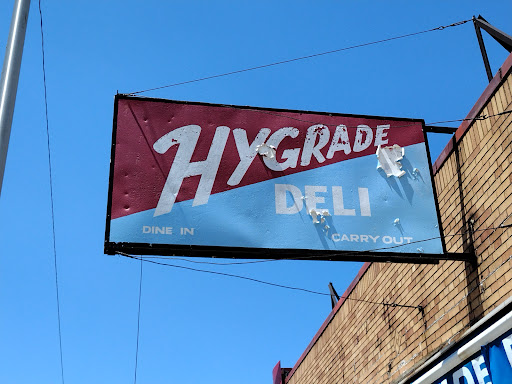 HYGRADE
DELI
DINE IN
CARRY OUT